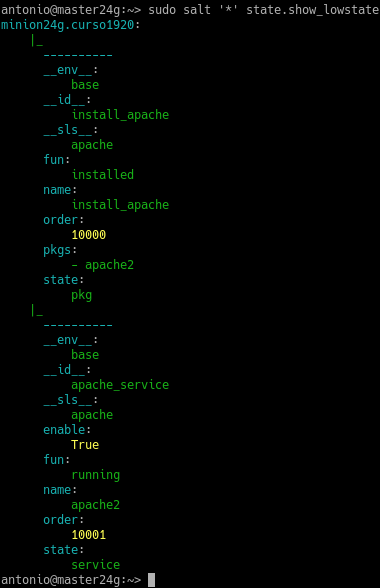 antonio@master24g:~> sudo salt '*' state.show_lowstate
minion24g.curso1920:
|_
----------
__env__:
base
__id__:
install_apache
__sls__:
apache
fun:
installed
name:
install_apache
order:
10000
pkgs:
- apache2
state:
pkg
|_
----------
__env__:
base
__id__:
apache_service
__sls__:
apache
enable:
True
fun:
running
name:
apache2
order:
10001
state:
service
antonio@master24g:~>